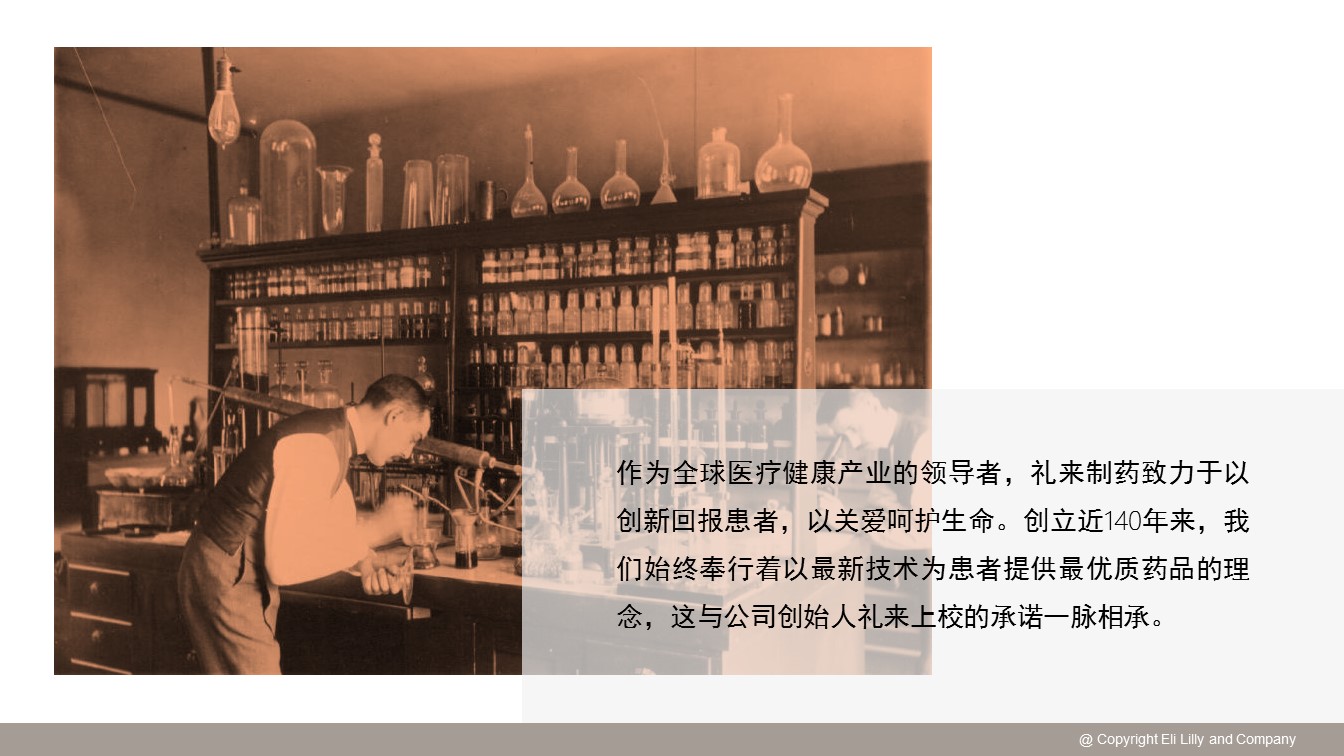 作为全球医疗健康产业的领导者，礼来制药致力于以
创新回报患者，以关爱呵护生命。创立近140年来，我
们始终奉行着以最新技术为患者提供最优质药品的理
念，这与公司创始人礼来上校的承诺一脉相承。
@ Copyright Eli Lilly and Company